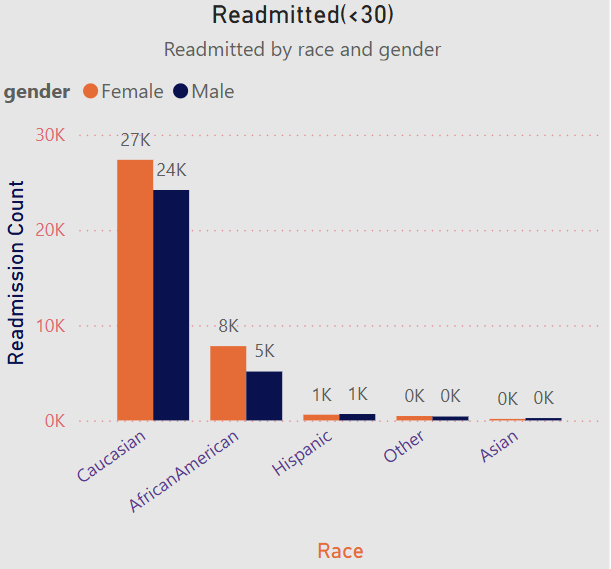 Readmitted(<30)
Readmitted by race and gender
gender Female Male
30K
20K
10K
0K
Readmission Count
27K 24K
8K 5K
1K 1K
0K 0K
0K 0K
Caucasian
AfricanAmerican
Hispanic
Other
Asian
Race